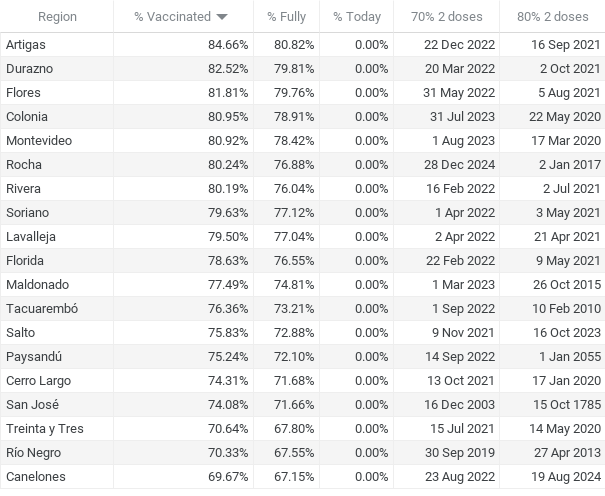 Region % Vaccinated % Fully % Today 70% 2 doses 80% 2 doses
Artigas 84.66% 80.82% 0.00% 22 Dec 2022 16 Sep 2021
Durazno 82.52% 79.81% 0.00% 20 Mar 2022 2 Oct 2021
Flores 81.81% 79.76% 0.00% 31 May 2022 5 Aug 2021
Colonia 80.95% 78.91% 0.00% 31 Jul 2023 22 May 2020
Montevideo 80.92% 78.42% 0.00% 1 Aug 2023 17 Mar 2020
Rocha 80.24% 76.88% 0.00% 28 Dec 2024 2 Jan 2017
Rivera 80.19% 76.04% 0.00% 16 Feb 2022 2 Jul 2021
Soriano 79.63% 77.12% 0.00% 1 Apr 2022 3 May 2021
Lavalleja 79.50% 77.04% 0.00% 2 Apr 2022 21 Apr 2021
Florida 78.63% 76.55% 0.00% 22 Feb 2022 9 May 2021
Maldonado 77.49% 74.81% 0.00% 1 Mar 2023 26 Oct 2015
Tacuarembó 76.36% 73.21% 0.00% 1 Sep 2022 10 Feb 2010
Salto 75.83% 72.88% 0.00% 9 Nov 2021 16 Oct 2023
Paysandú 75.24% 72.10% 0.00% 14 Sep 2022 1 Jan 2055
Cerro Largo 74.31% 71.68% 0.00% 13 Oct 2021 17 Jan 2020
San José 74.08% 71.66% 0.00% 16 Dec 2003 15 Oct 1785
Treinta y Tres 70.64% 67.80% 0.00% 15 Jul 2021 14 May 2020
Río Negro 70.33% 67.55% 0.00% 30 Sep 2019 27 Apr 2013
Canelones 69.67% 67.15% 0.00% 23 Aug 2022 19 Aug 2024